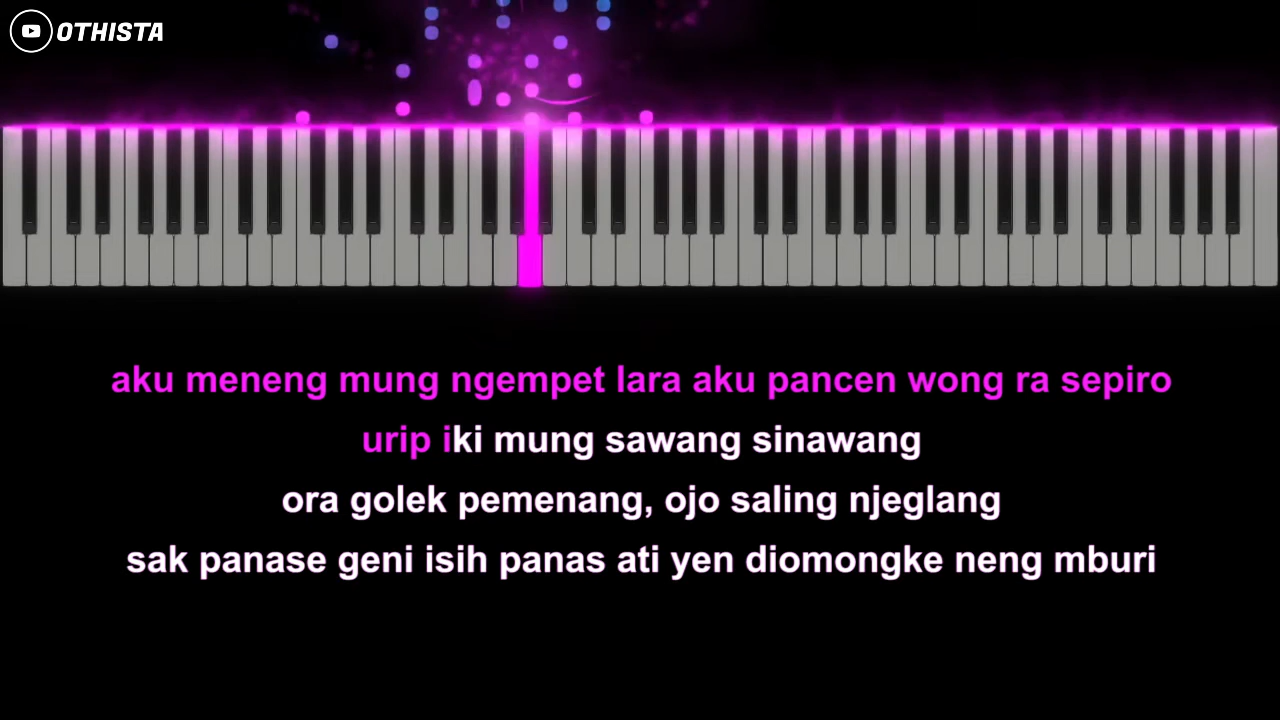 OTHISTA
aku meneng mung ngempet lara aku pancen wong ra sepiro
urip iki mung sawang sinawang
ora golek pemenang, ojo saling njeglang
sak panase geni isih panas ati yen diomongke neng mburi